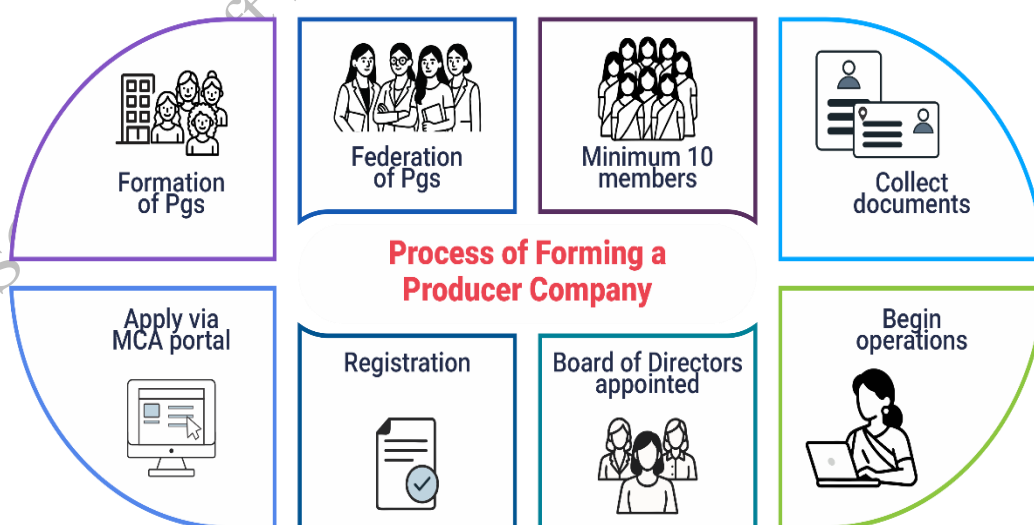 Formation
of Pgs
Federation
of Pgs
Minimum 10
members
Collect
documents
Process of Forming a
Producer Company
Apply via
MCA portal
Registration
Board of Directors
appointed
Begin
operations